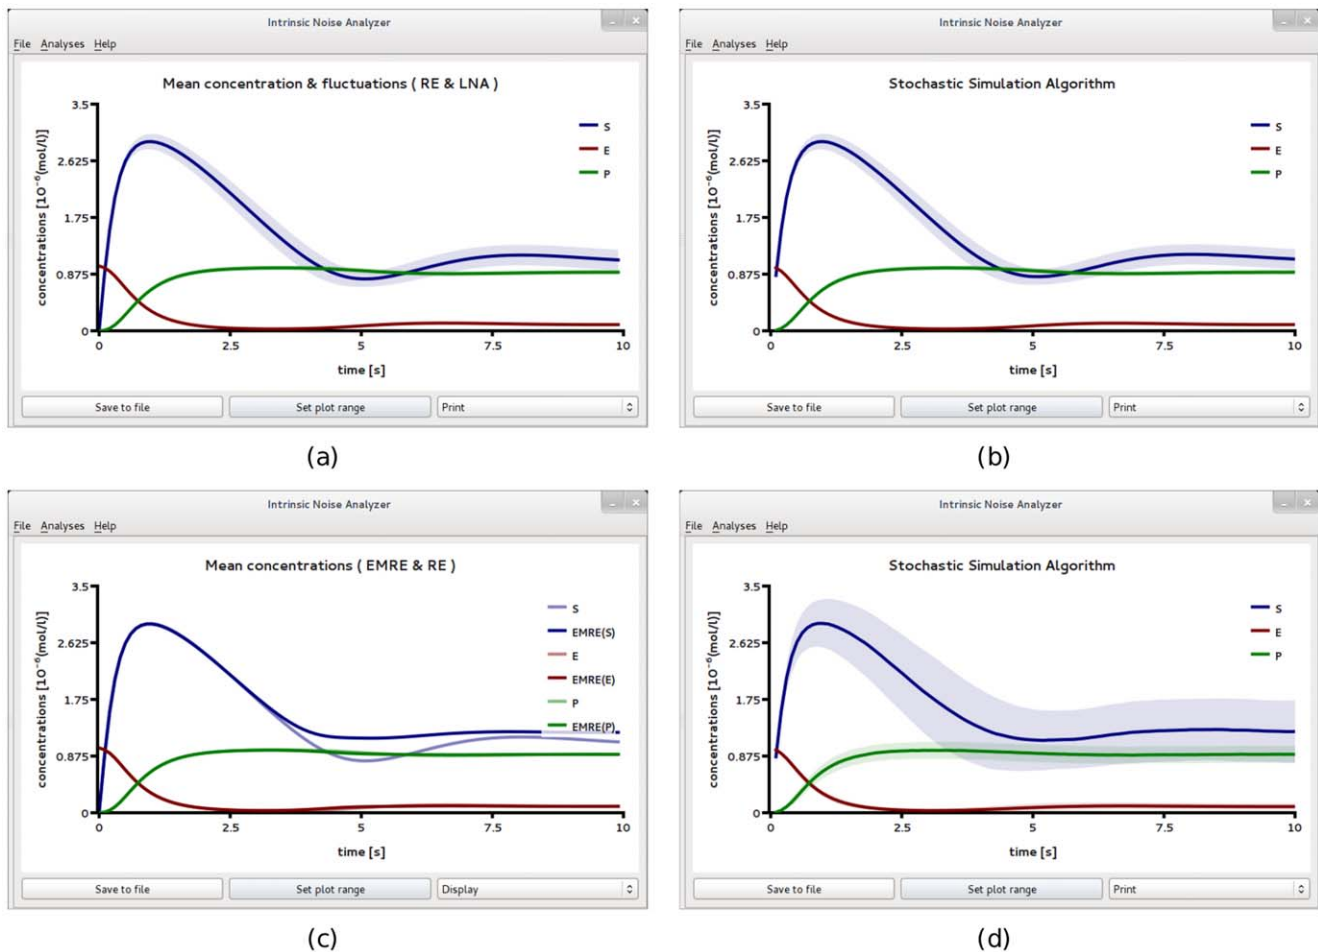 Intrinsic Noise Analyzer
File Analyses Help
Mean concentration & fluctuations ( RE & LNA )
concentrations [10⁻⁶(mol/l)]
3.5
2.625
1.75
0.875
0
S
E
P
0 2.5 5 7.5 10
time [s]
Save to file Set plot range Print
(a)
Intrinsic Noise Analyzer
File Analyses Help
Stochastic Simulation Algorithm
concentrations [10⁻⁶(mol/l)]
3.5
2.625
1.75
0.875
0
S
E
P
0 2.5 5 7.5 10
time [s]
Save to file Set plot range Print
(b)
Intrinsic Noise Analyzer
File Analyses Help
Mean concentrations ( EMRE & RE )
concentrations [10⁻⁶(mol/l)]
3.5
2.625
1.75
0.875
0
S
EMRE(S)
E
EMRE(E)
P
EMRE(P)
0 2.5 5 7.5 10
time [s]
Save to file Set plot range Display
(c)
Intrinsic Noise Analyzer
File Analyses Help
Stochastic Simulation Algorithm
concentrations [10⁻⁶(mol/l)]
3.5
2.625
1.75
0.875
0
S
E
P
0 2.5 5 7.5 10
time [s]
Save to file Set plot range Print
(d)